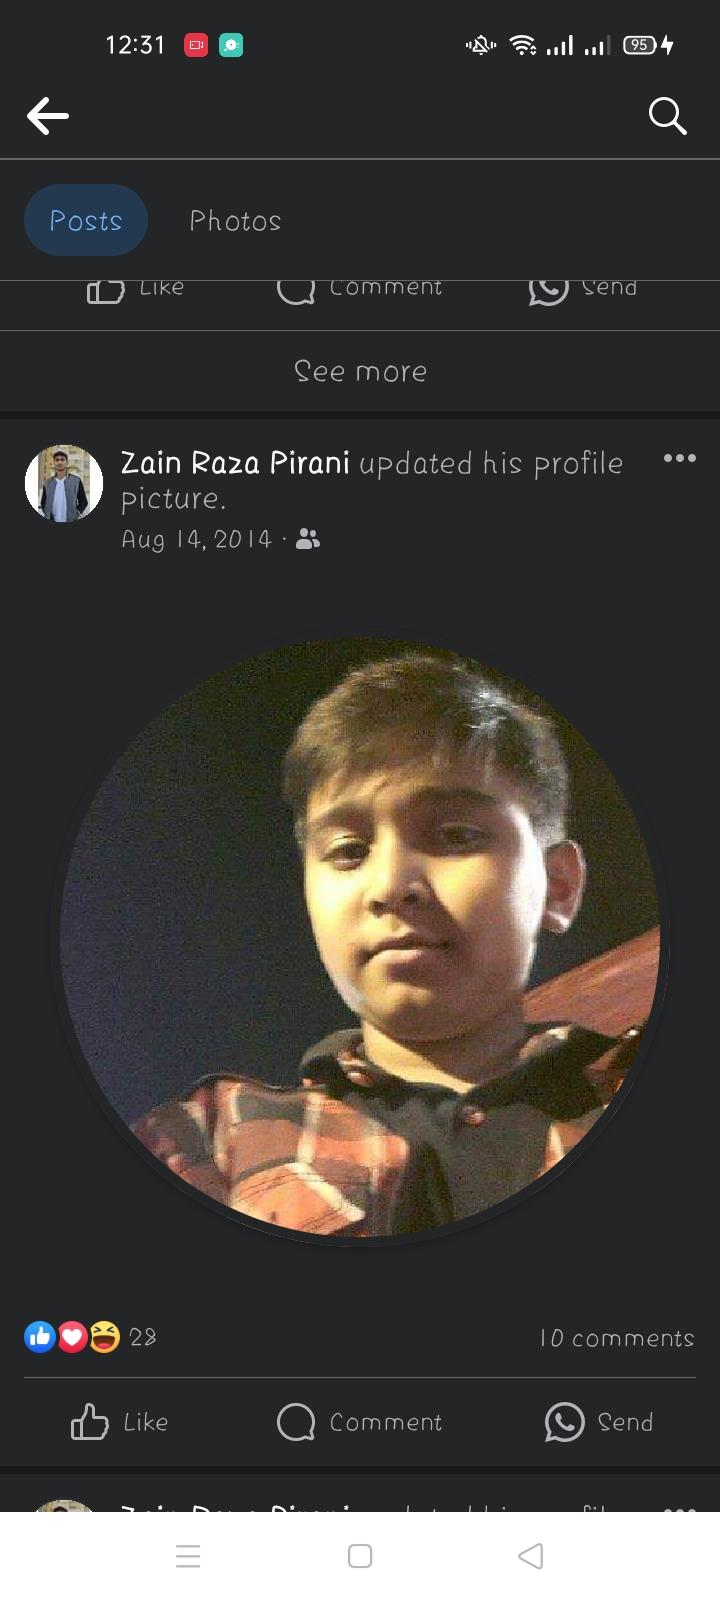 12:31
95
Posts Photos
Like Comment Send
See more
Zain Raza Pirani updated his profile
picture.
Aug 14, 2014 ·
28
10 comments
Like Comment Send